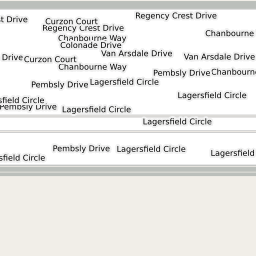 Regency Crest Drive
t Drive
Curzon Court
Regency Crest Drive
Chanbourne
Chanbourne Way
Colonade Drive
Van Arsdale Drive
Van Arsdale Drive
Drive
Curzon Court
Chanbourne Way
Pembsly Drive
Chanbourn
Lagersfield Circle
Pembsly Drive
Lagersfield Circle
sfield Circle
Pembsly Drive
Lagersfield Circle
Lagersfield Circle
Pembsly Drive
Lagersfield Circle
Lagersfield
sfield Circle